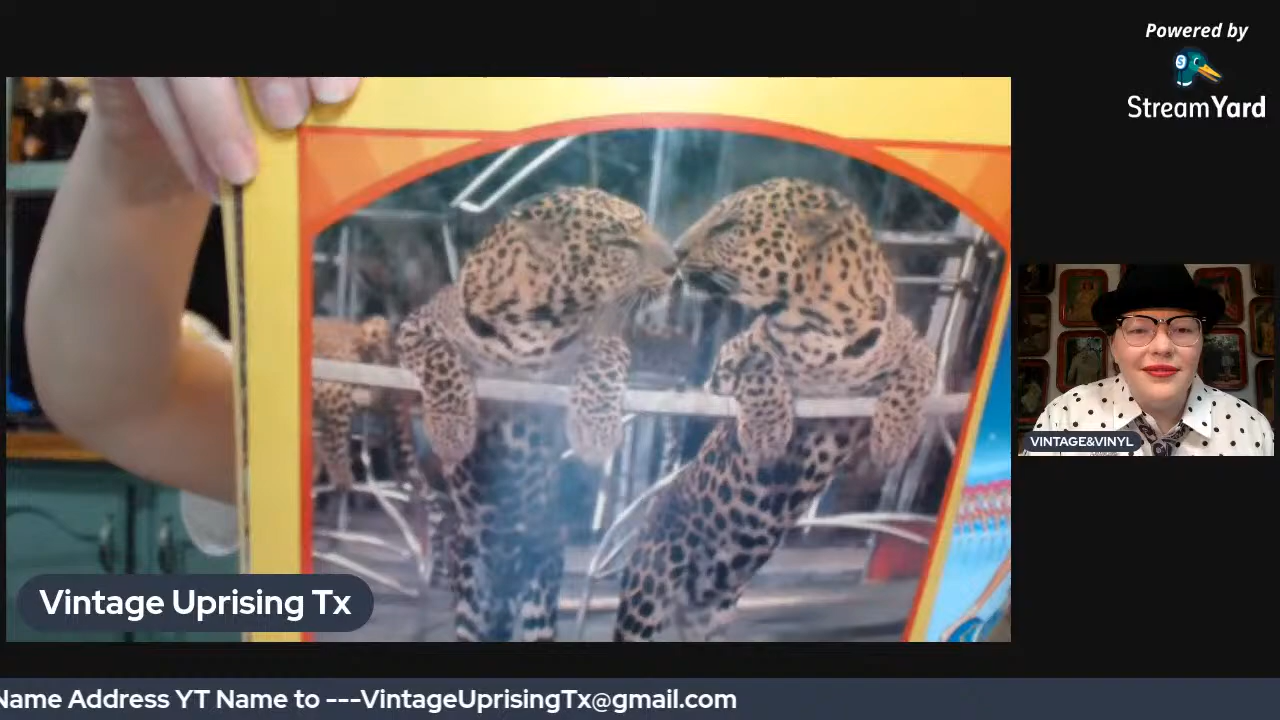 Powered by
StreamYard
VINTAGE&VINYL
Vintage Uprising Tx
Name Address YT Name to ---VintageUprisingTx@gmail.com